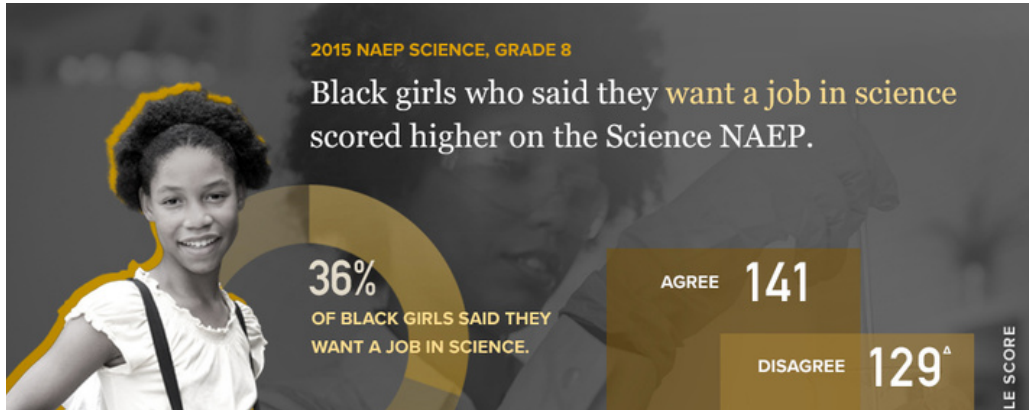 2015 NAEP SCIENCE, GRADE 8
Black girls who said they want a job in science
scored higher on the Science NAEP.
36%
OF BLACK GIRLS SAID THEY
WANT A JOB IN SCIENCE.
AGREE 141
DISAGREE 129Δ
LE SCORE